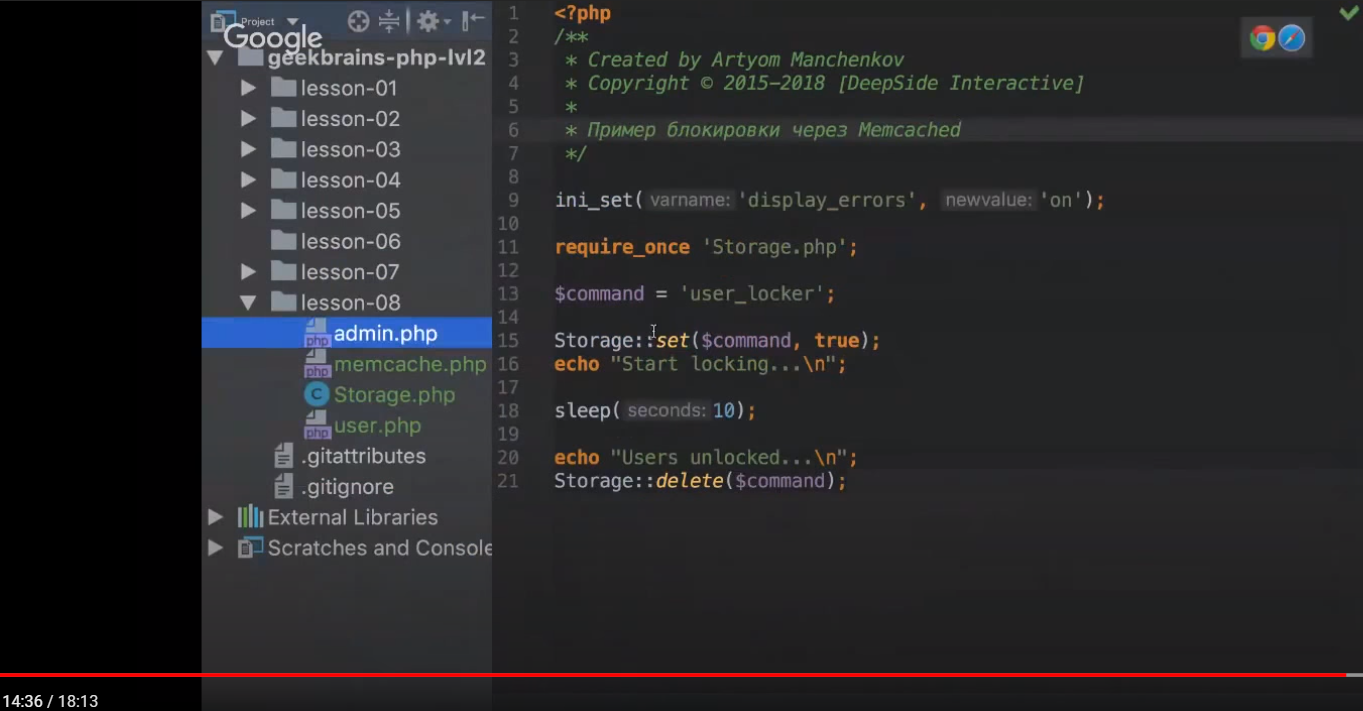 Project
Google
geekbrains-php-lvl2
lesson-01
lesson-02
lesson-03
lesson-04
lesson-05
lesson-06
lesson-07
lesson-08
admin.php
memcache.php
Storage.php
user.php
.gitattributes
.gitignore
External Libraries
Scratches and Console
1 <?php
2 /**
3 * Created by Artyom Manchenkov
4 * Copyright © 2015-2018 [DeepSide Interactive]
5 *
6 * Пример блокировки через Memcached
7 */
8
9 ini_set( varname: 'display_errors', newvalue: 'on');
10
11 require_once 'Storage.php';
12
13 $command = 'user_locker';
14
15 Storage::set($command, true);
16 echo "Start locking...\n";
17
18 sleep( seconds: 10);
19
20 echo "Users unlocked...\n";
21 Storage::delete($command);
14:36 / 18:13